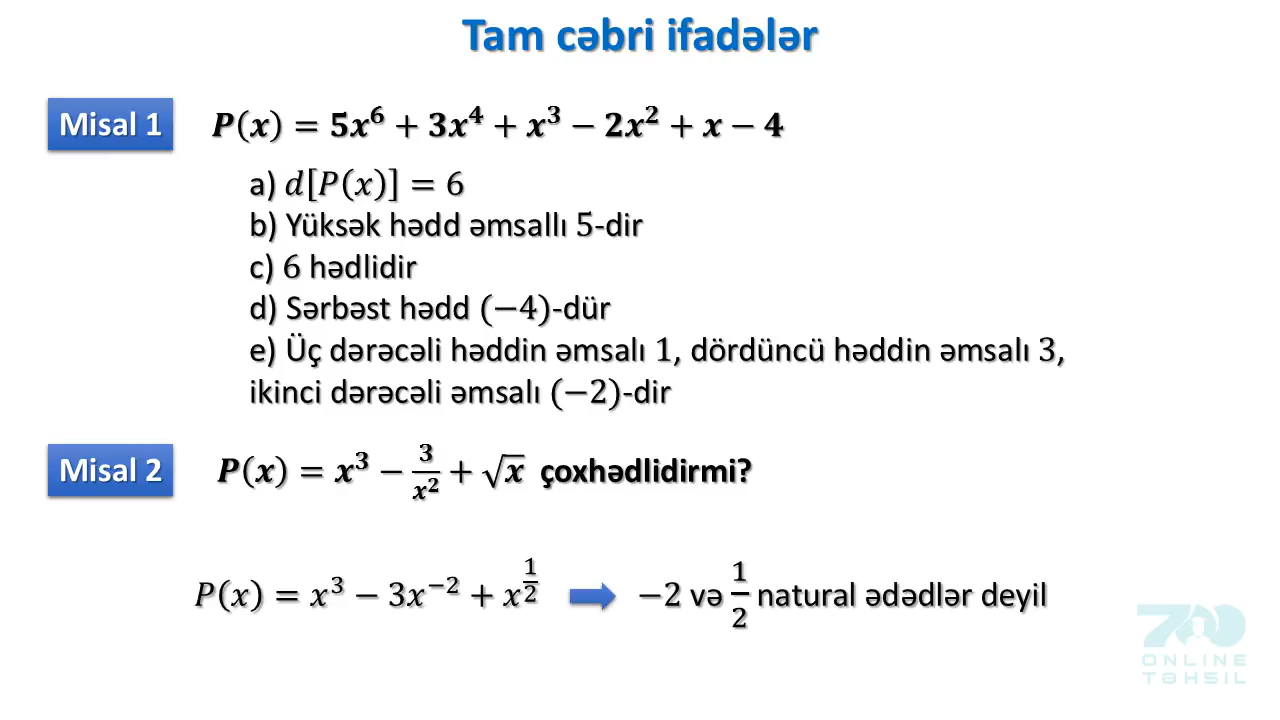 Tam cəbri ifadələr
Misal 1 P(x) = 5x⁶ + 3x⁴ + x³ − 2x² + x − 4
a) d[P(x)] = 6
b) Yüksək hədd əmsallı 5-dir
c) 6 hədlidir
d) Sərbəst hədd (−4)-dür
e) Üç dərəcəli həddin əmsalı 1, dördüncü həddin əmsalı 3,
ikinci dərəcəli əmsalı (−2)-dir
Misal 2 P(x) = x³ − 3/x² + √x çoxhədlidirmi?
P(x) = x³ − 3x⁻² + x^(1/2) ➡ −2 və 1/2 natural ədədlər deyil
700
ONLINE
TƏHSIL